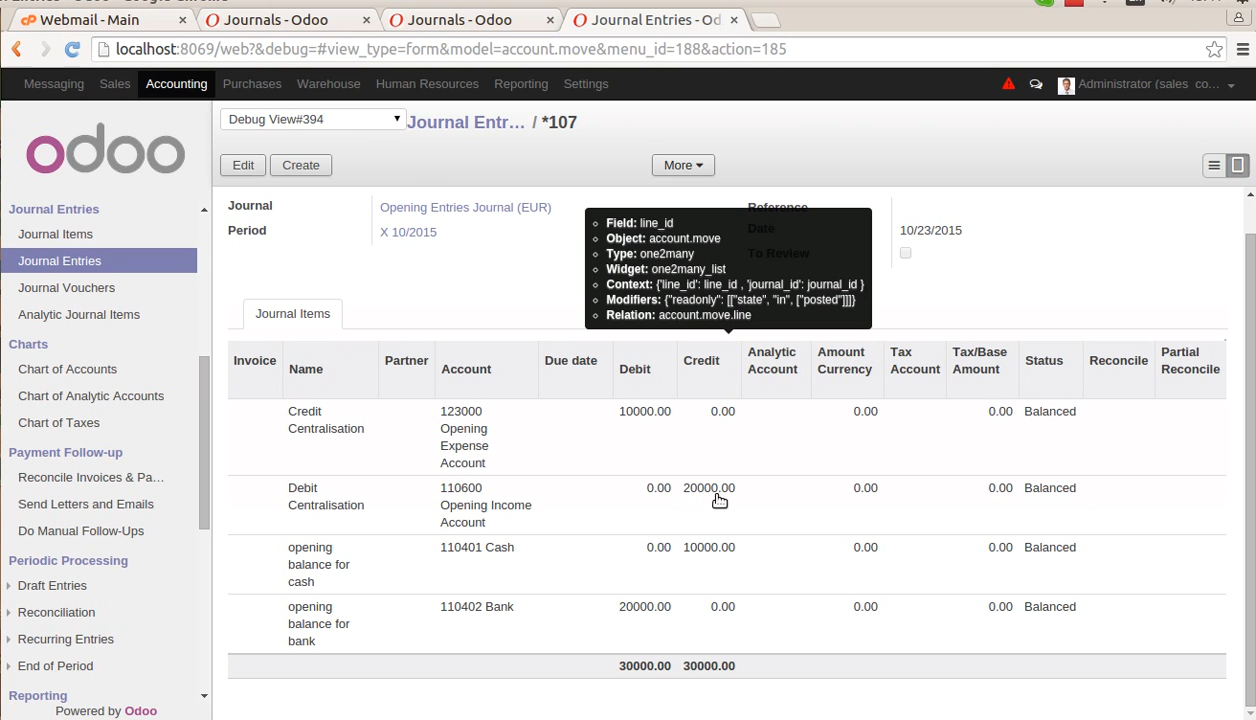 Webmail - Main
Journals - Odoo
Journals - Odoo
Journal Entries - Od
localhost:8069/web?&debug=#view_type=form&model=account.move&menu_id=188&action=185
Messaging Sales Accounting Purchases Warehouse Human Resources Reporting Settings Administrator (sales co...
odoo
Journal Entries
Journal Items
Journal Entries
Journal Vouchers
Analytic Journal Items
Charts
Chart of Accounts
Chart of Analytic Accounts
Chart of Taxes
Payment Follow-up
Reconcile Invoices & Pa...
Send Letters and Emails
Do Manual Follow-Ups
Periodic Processing
Draft Entries
Reconciliation
Recurring Entries
End of Period
Reporting
Powered by Odoo
Debug View#394
Journal Entr... / *107
Edit Create More
Journal Opening Entries Journal (EUR)
Reference
Period X 10/2015
Date 10/23/2015
To Review
Field: line_id
Object: account.move
Type: one2many
Widget: one2many_list
Context: {'line_id': line_id , 'journal_id': journal_id }
Modifiers: {"readonly": [["state", "in", ["posted"]]]}
Relation: account.move.line
Journal Items
Invoice Name Partner Account Due date Debit Credit Analytic Account Amount Currency Tax Account Tax/Base Amount Status Reconcile Partial Reconcile
Credit Centralisation 123000 Opening Expense Account 10000.00 0.00 0.00 0.00 Balanced
Debit Centralisation 110600 Opening Income Account 0.00 20000.00 0.00 0.00 Balanced
opening balance for cash 110401 Cash 0.00 10000.00 0.00 0.00 Balanced
opening balance for bank 110402 Bank 20000.00 0.00 0.00 0.00 Balanced
30000.00 30000.00